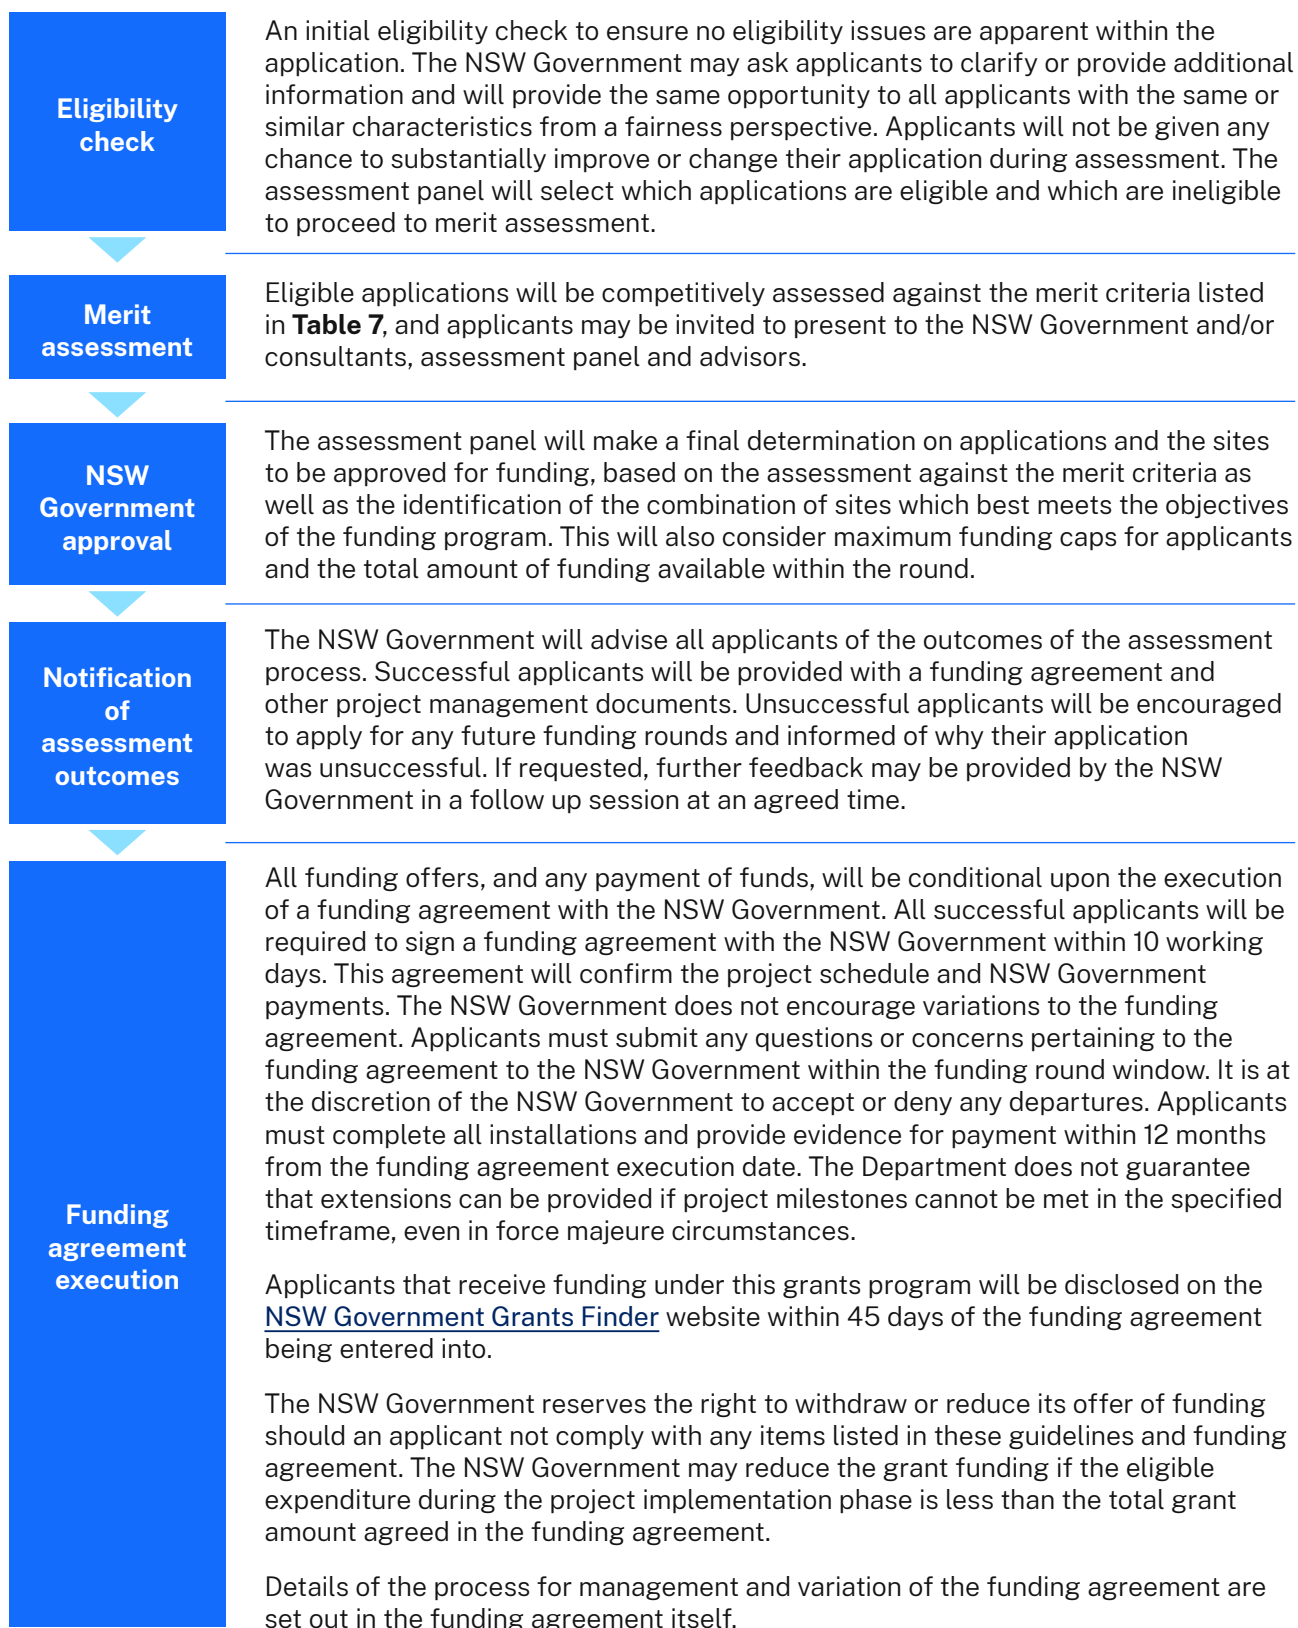 Eligibility
check
An initial eligibility check to ensure no eligibility issues are apparent within the
application. The NSW Government may ask applicants to clarify or provide additional
information and will provide the same opportunity to all applicants with the same or
similar characteristics from a fairness perspective. Applicants will not be given any
chance to substantially improve or change their application during assessment. The
assessment panel will select which applications are eligible and which are ineligible
to proceed to merit assessment.
Merit
assessment
Eligible applications will be competitively assessed against the merit criteria listed
in Table 7, and applicants may be invited to present to the NSW Government and/or
consultants, assessment panel and advisors.
NSW
Government
approval
The assessment panel will make a final determination on applications and the sites
to be approved for funding, based on the assessment against the merit criteria as
well as the identification of the combination of sites which best meets the objectives
of the funding program. This will also consider maximum funding caps for applicants
and the total amount of funding available within the round.
Notification
of
assessment
outcomes
The NSW Government will advise all applicants of the outcomes of the assessment
process. Successful applicants will be provided with a funding agreement and
other project management documents. Unsuccessful applicants will be encouraged
to apply for any future funding rounds and informed of why their application
was unsuccessful. If requested, further feedback may be provided by the NSW
Government in a follow up session at an agreed time.
Funding
agreement
execution
All funding offers, and any payment of funds, will be conditional upon the execution
of a funding agreement with the NSW Government. All successful applicants will be
required to sign a funding agreement with the NSW Government within 10 working
days. This agreement will confirm the project schedule and NSW Government
payments. The NSW Government does not encourage variations to the funding
agreement. Applicants must submit any questions or concerns pertaining to the
funding agreement to the NSW Government within the funding round window. It is at
the discretion of the NSW Government to accept or deny any departures. Applicants
must complete all installations and provide evidence for payment within 12 months
from the funding agreement execution date. The Department does not guarantee
that extensions can be provided if project milestones cannot be met in the specified
timeframe, even in force majeure circumstances.
Applicants that receive funding under this grants program will be disclosed on the
NSW Government Grants Finder website within 45 days of the funding agreement
being entered into.
The NSW Government reserves the right to withdraw or reduce its offer of funding
should an applicant not comply with any items listed in these guidelines and funding
agreement. The NSW Government may reduce the grant funding if the eligible
expenditure during the project implementation phase is less than the total grant
amount agreed in the funding agreement.
Details of the process for management and variation of the funding agreement are
set out in the funding agreement itself.